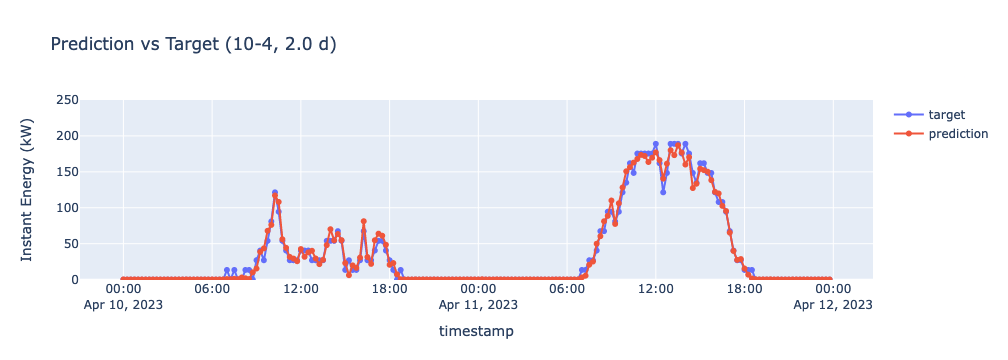 Prediction vs Target (10-4, 2.0 d)
250
200
150
100
50
0
Instant Energy (kW)
target
prediction
00:00 06:00 12:00 18:00 00:00 06:00 12:00 18:00 00:00
Apr 10, 2023 Apr 11, 2023 Apr 12, 2023
timestamp